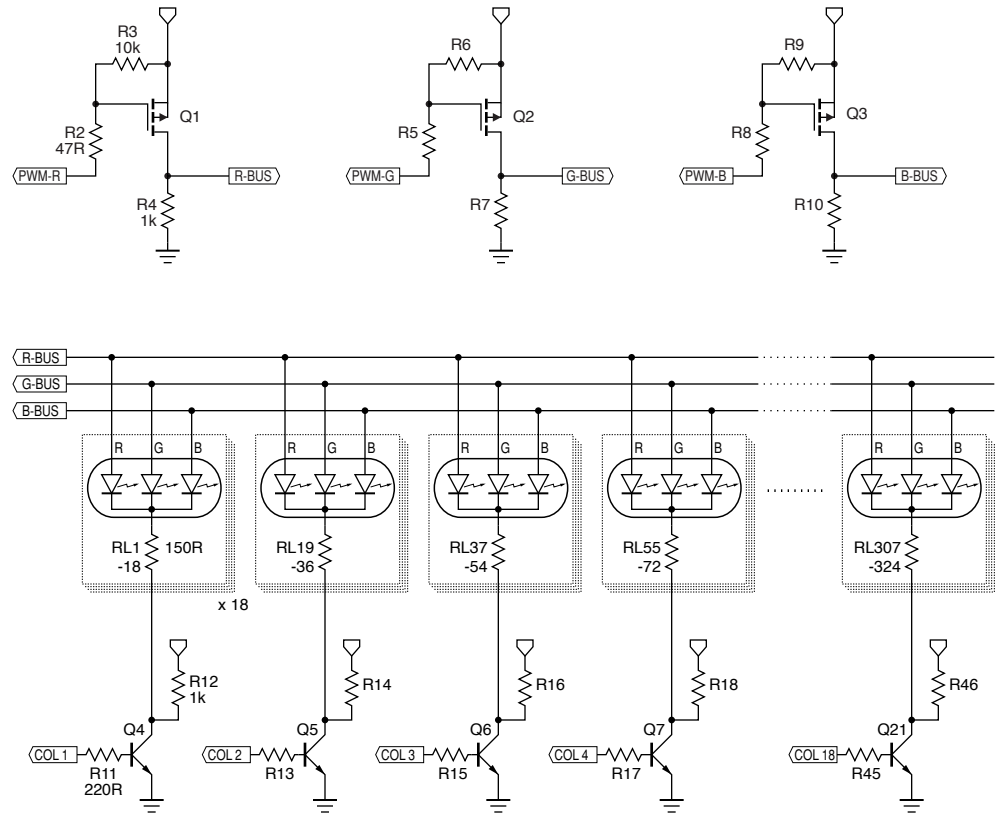 R3
10k
Q1
R2
47R
PWM-R
R-BUS
R4
1k
R6
Q2
R5
PWM-G
G-BUS
R7
R9
Q3
R8
PWM-B
B-BUS
R10
R-BUS
G-BUS
B-BUS
R G B
R G B
R G B
R G B
R G B
RL1 150R
-18
RL19
-36
RL37
-54
RL55
-72
RL307
-324
x 18
R12
1k
R14
R16
R18
R46
Q4
Q5
Q6
Q7
Q21
COL 1
COL 2
COL 3
COL 4
COL 18
R11
220R
R13
R15
R17
R45